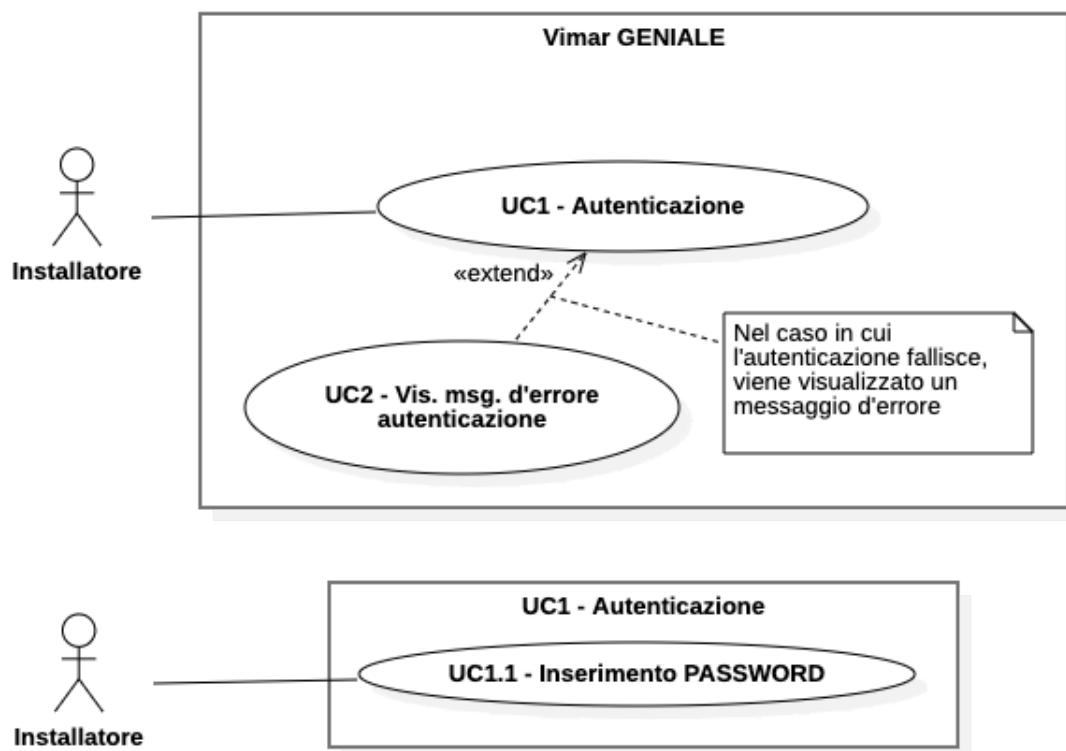 Vimar GENIALE
UC1 - Autenticazione
Installatore
«extend»
Nel caso in cui
l'autenticazione fallisce,
viene visualizzato un
messaggio d'errore
UC2 - Vis. msg. d'errore
autenticazione
UC1 - Autenticazione
UC1.1 - Inserimento PASSWORD
Installatore